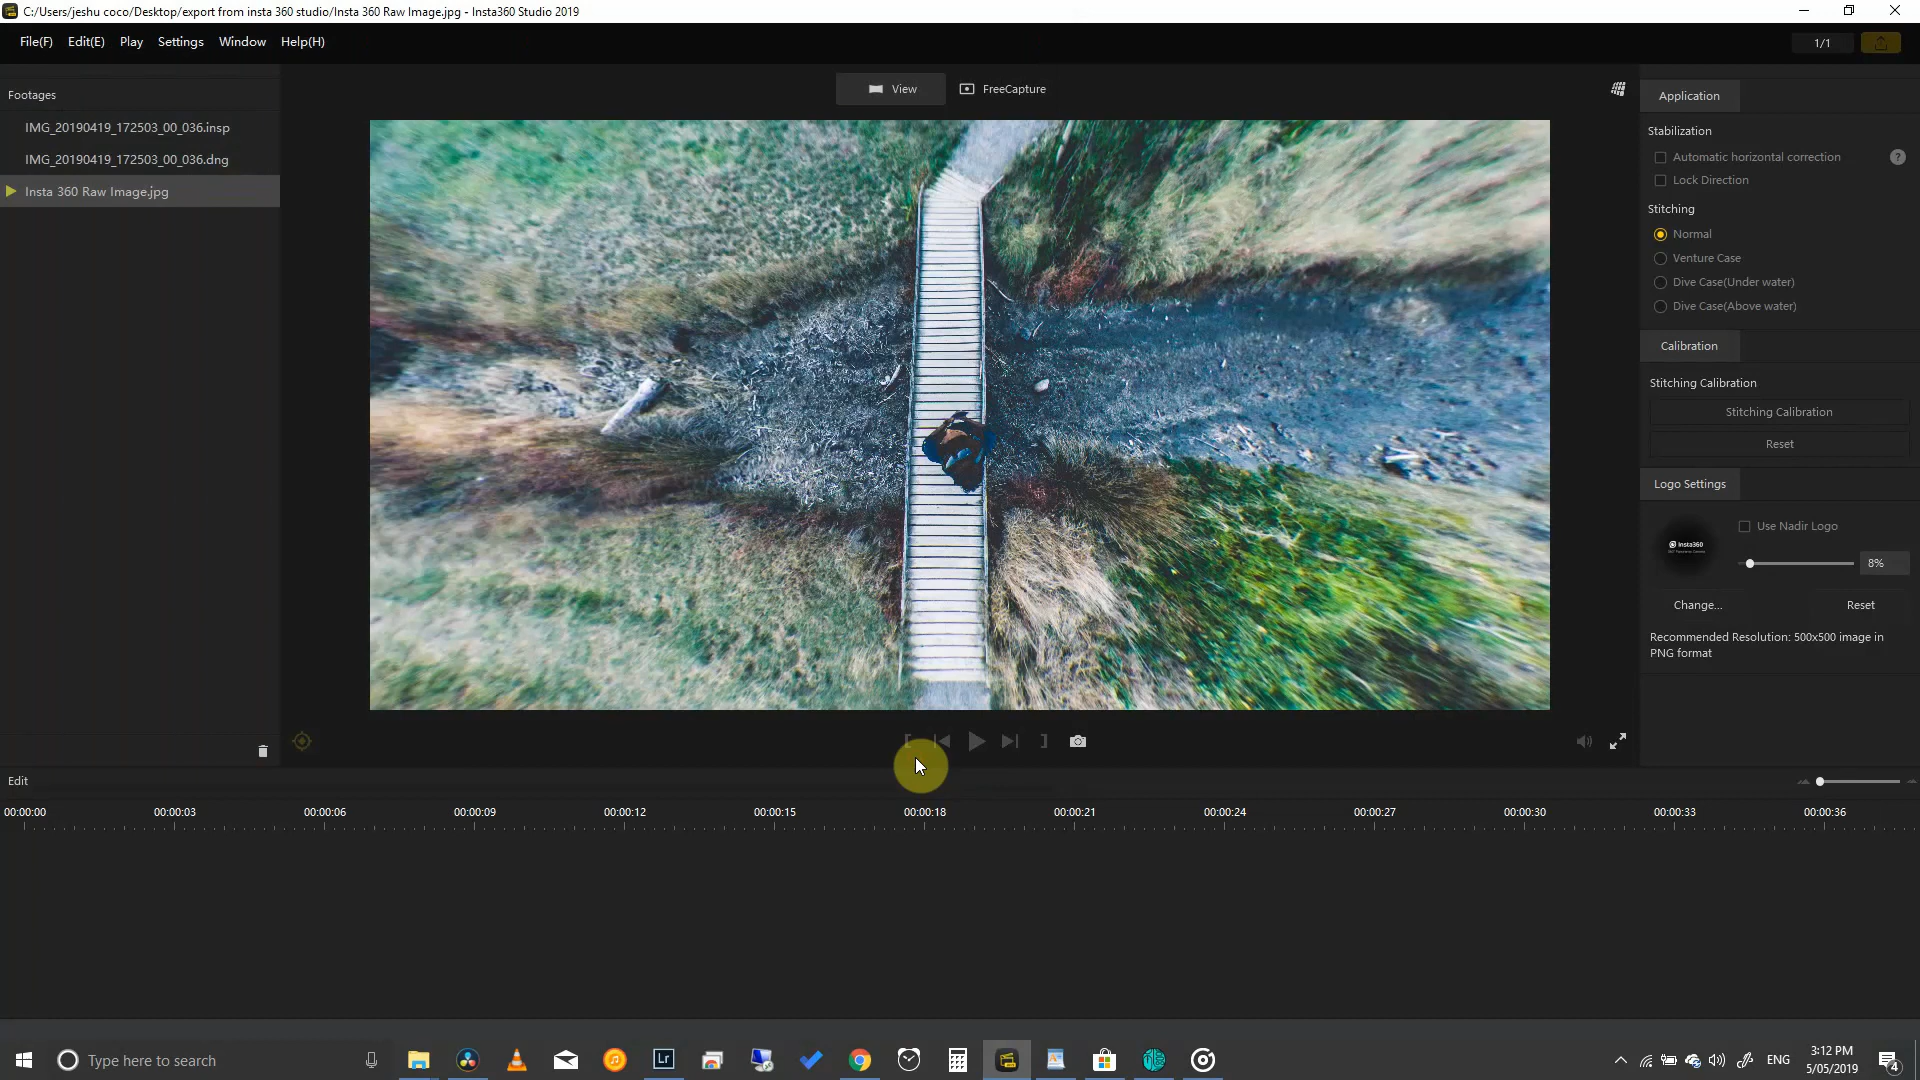 C:/Users/jeshu coco/Desktop/export from insta 360 studio/Insta 360 Raw Image.jpg - Insta360 Studio 2019
File(F) Edit(E) Play Settings Window Help(H)
1/1
Footages
View FreeCapture
IMG_20190419_172503_00_036.insp
IMG_20190419_172503_00_036.dng
Insta 360 Raw Image.jpg
Application
Stabilization
Automatic horizontal correction ?
Lock Direction
Stitching
Normal
Venture Case
Dive Case(Under water)
Dive Case(Above water)
Calibration
Stitching Calibration
Stitching Calibration
Reset
Logo Settings
Use Nadir Logo
Insta360
8%
Change... Reset
Recommended Resolution: 500x500 image in
PNG format
Edit
00:00:00 00:00:03 00:00:06 00:00:09 00:00:12 00:00:15 00:00:18 00:00:21 00:00:24 00:00:27 00:00:30 00:00:33 00:00:36
Type here to search
Lr
ENG
3:12 PM
5/05/2019
4